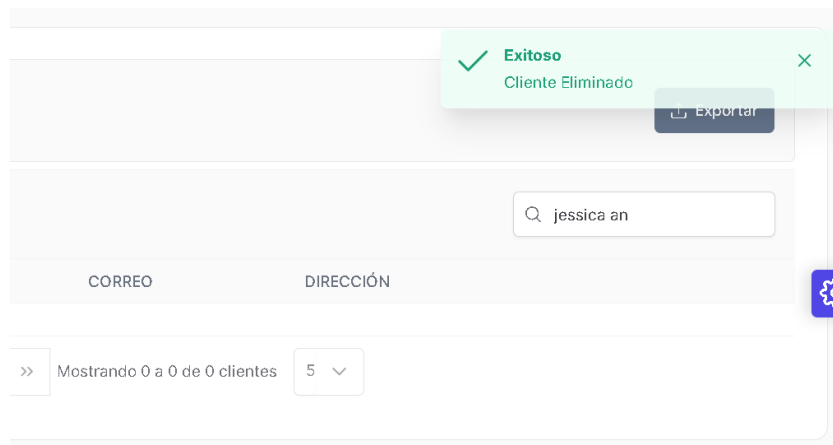 Exitoso
Cliente Eliminado
Exportar
jessica an
CORREO DIRECCIÓN
Mostrando 0 a 0 de 0 clientes 5